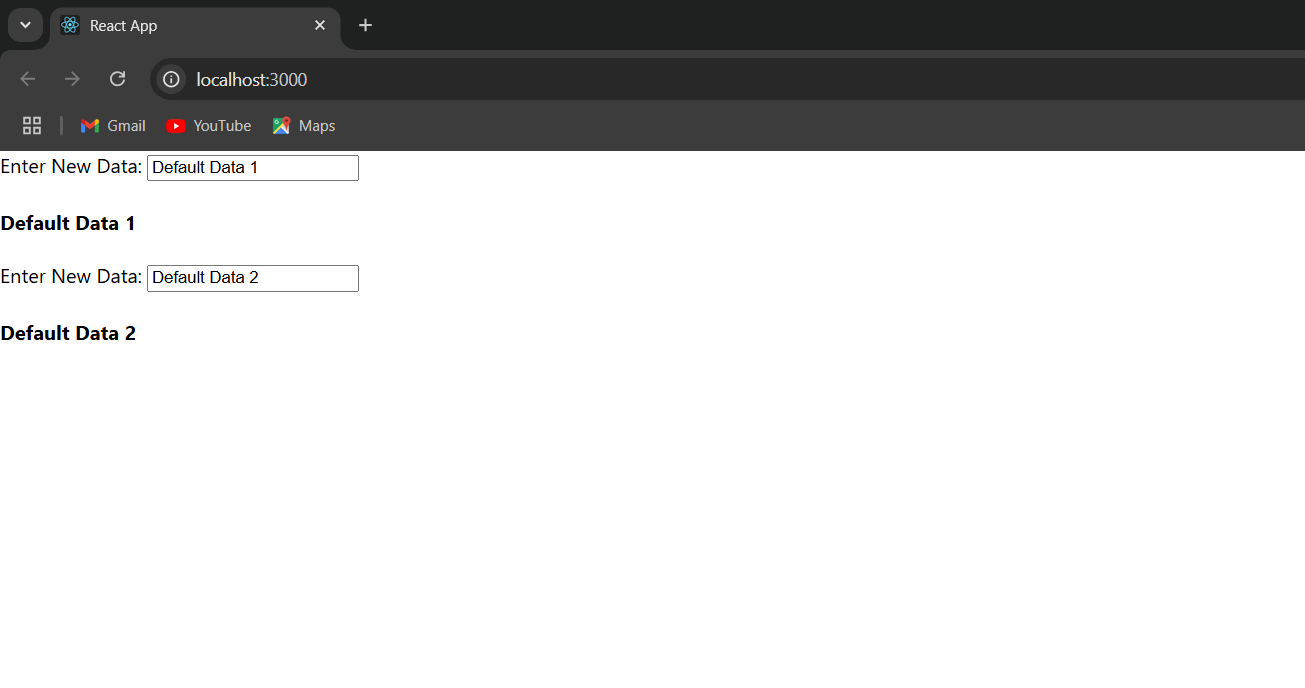 React App
localhost:3000
Gmail YouTube Maps
Enter New Data: Default Data 1
Default Data 1
Enter New Data: Default Data 2
Default Data 2